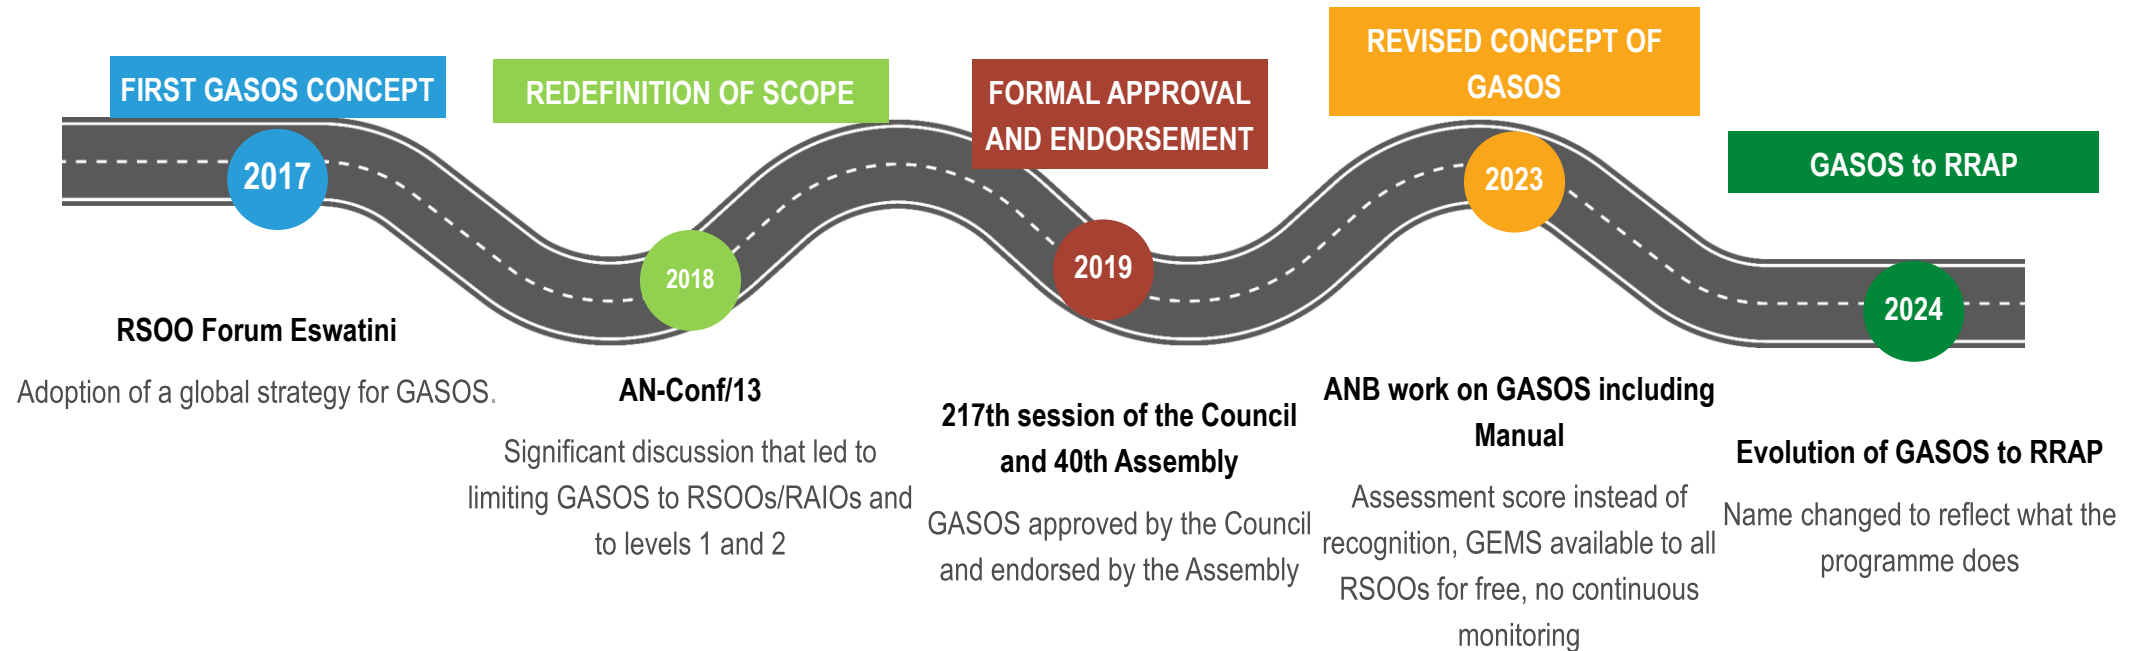 FIRST GASOS CONCEPT
2017
RSOO Forum Eswatini
Adoption of a global strategy for GASOS.
REDEFINITION OF SCOPE
2018
AN-Conf/13
Significant discussion that led to
limiting GASOS to RSOOs/RAIOs and
to levels 1 and 2
FORMAL APPROVAL
AND ENDORSEMENT
2019
217th session of the Council
and 40th Assembly
GASOS approved by the Council
and endorsed by the Assembly
REVISED CONCEPT OF
GASOS
2023
ANB work on GASOS including
Manual
Assessment score instead of
recognition, GEMS available to all
RSOOs for free, no continuous
monitoring
GASOS to RRAP
2024
Evolution of GASOS to RRAP
Name changed to reflect what the
programme does